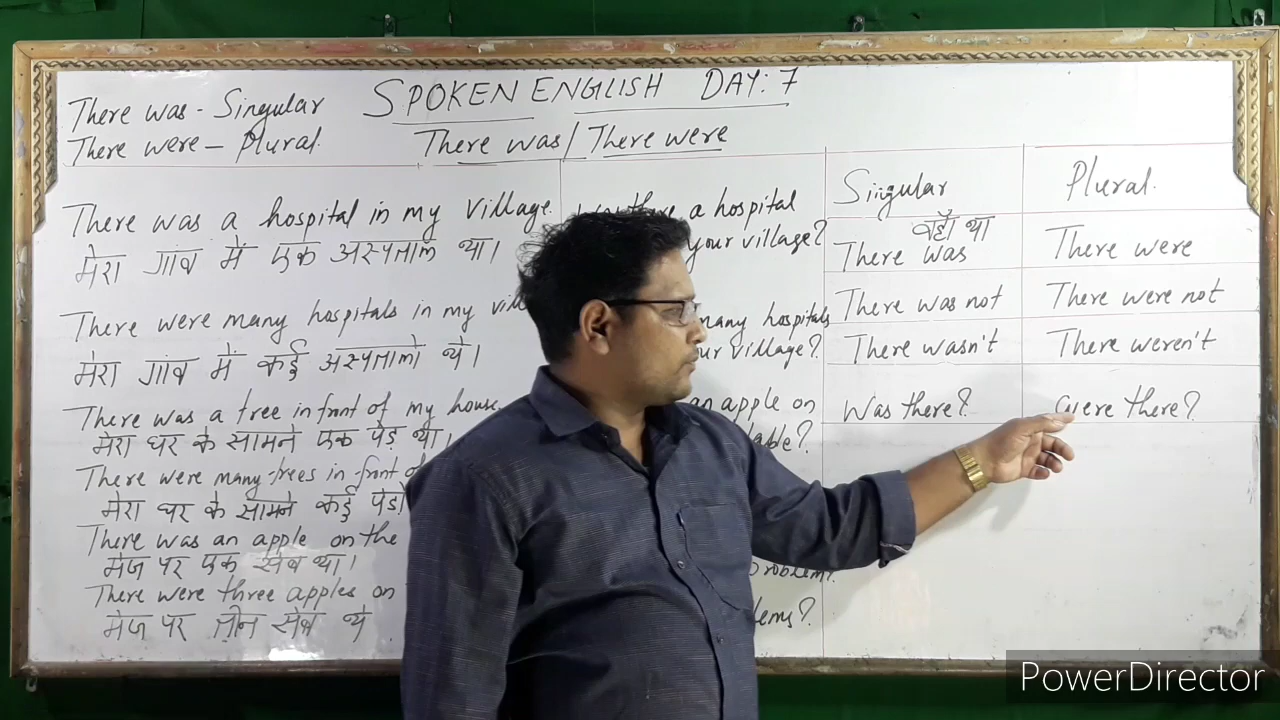 There was - Singular
There were - Plural.
SPOKEN ENGLISH DAY: 7
There was / There were
There was a hospital in my village.
मेरा गांव में एक अस्पताल था।
There were many hospitals in my
मेरा गांव में कई अस्पतालो थे।
There was a tree in front of my house.
मेरा घर के सामने एक पेड़ था।
There were many trees in front of
मेरा घर के सामने कई पेडो
There was an apple on the
मेज पर एक सेब था।
There were three apples on
मेज पर तीन सेब थे
there a hospital
your village?
many hospitals
village?
an apple on
Singular
Plural.
वहाँ था
There was
There were
There was not
There were not
There wasn't
There weren't
Was there?
Were there?
PowerDirector